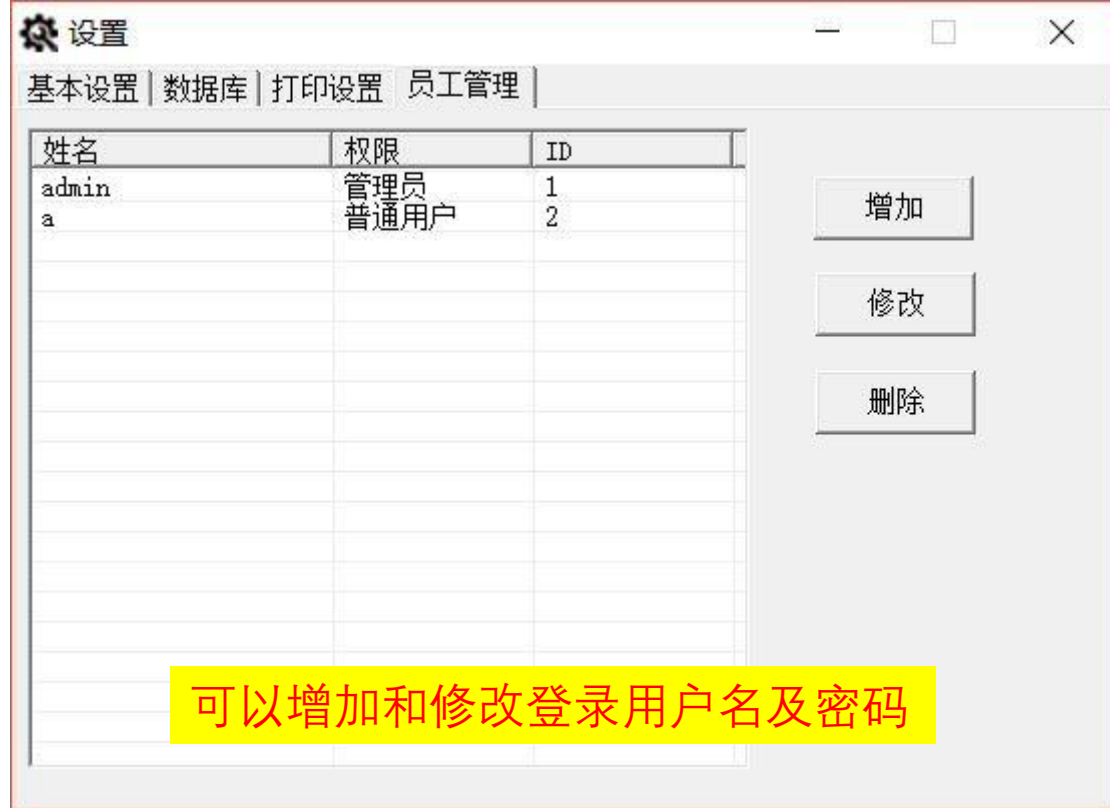 设置
基本设置 数据库 打印设置 员工管理
姓名 权限 ID
admin 管理员 1
a 普通用户 2
增加
修改
删除
可以增加和修改登录用户名及密码